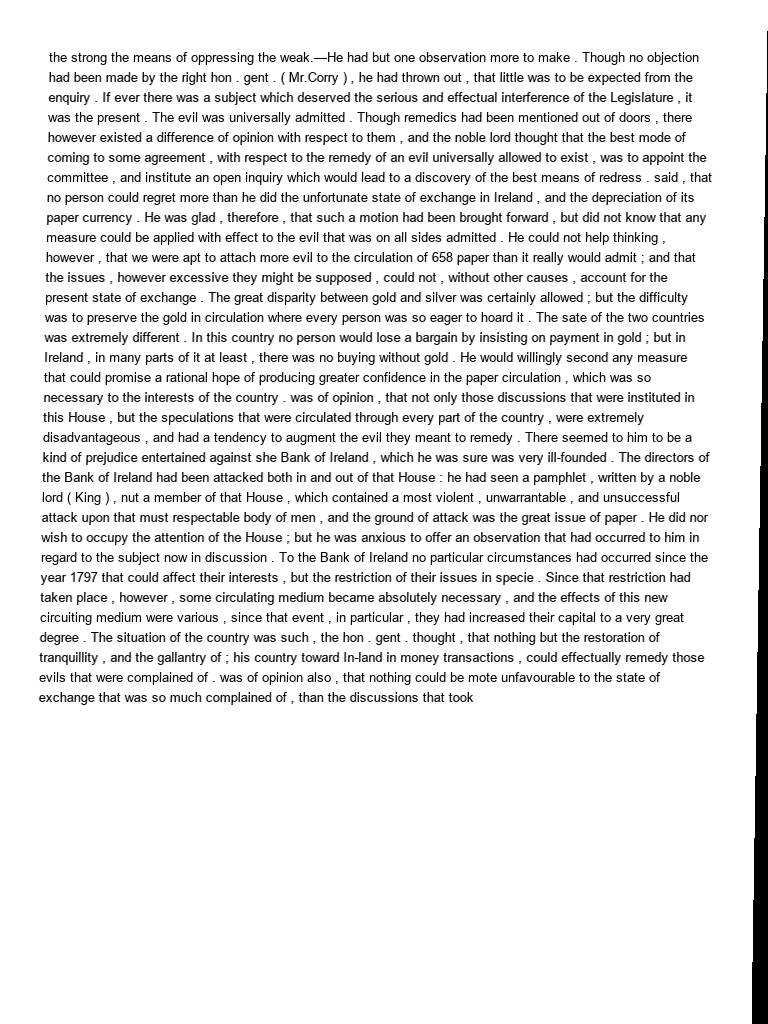 the strong the means of oppressing the weak.—He had but one observation more to make . Though no objection
had been made by the right hon . gent . ( Mr.Corry ) , he had thrown out , that little was to be expected from the
enquiry . If ever there was a subject which deserved the serious and effectual interference of the Legislature , it
was the present . The evil was universally admitted . Though remedics had been mentioned out of doors , there
however existed a difference of opinion with respect to them , and the noble lord thought that the best mode of
coming to some agreement , with respect to the remedy of an evil universally allowed to exist , was to appoint the
committee , and institute an open inquiry which would lead to a discovery of the best means of redress . said , that
no person could regret more than he did the unfortunate state of exchange in Ireland , and the depreciation of its
paper currency . He was glad , therefore , that such a motion had been brought forward , but did not know that any
measure could be applied with effect to the evil that was on all sides admitted . He could not help thinking ,
however , that we were apt to attach more evil to the circulation of 658 paper than it really would admit ; and that
the issues , however excessive they might be supposed , could not , without other causes , account for the
present state of exchange . The great disparity between gold and silver was certainly allowed ; but the difficulty
was to preserve the gold in circulation where every person was so eager to hoard it . The sate of the two countries
was extremely different . In this country no person would lose a bargain by insisting on payment in gold ; but in
Ireland , in many parts of it at least , there was no buying without gold . He would willingly second any measure
that could promise a rational hope of producing greater confidence in the paper circulation , which was so
necessary to the interests of the country . was of opinion , that not only those discussions that were instituted in
this House , but the speculations that were circulated through every part of the country , were extremely
disadvantageous , and had a tendency to augment the evil they meant to remedy . There seemed to him to be a
kind of prejudice entertained against she Bank of Ireland , which he was sure was very ill-founded . The directors of
the Bank of Ireland had been attacked both in and out of that House : he had seen a pamphlet , written by a noble
lord ( King ) , nut a member of that House , which contained a most violent , unwarrantable , and unsuccessful
attack upon that must respectable body of men , and the ground of attack was the great issue of paper . He did nor
wish to occupy the attention of the House ; but he was anxious to offer an observation that had occurred to him in
regard to the subject now in discussion . To the Bank of Ireland no particular circumstances had occurred since the
year 1797 that could affect their interests , but the restriction of their issues in specie . Since that restriction had
taken place , however , some circulating medium became absolutely necessary , and the effects of this new
circuiting medium were various , since that event , in particular , they had increased their capital to a very great
degree . The situation of the country was such , the hon . gent . thought , that nothing but the restoration of
tranquillity , and the gallantry of ; his country toward In-land in money transactions , could effectually remedy those
evils that were complained of . was of opinion also , that nothing could be mote unfavourable to the state of
exchange that was so much complained of , than the discussions that took